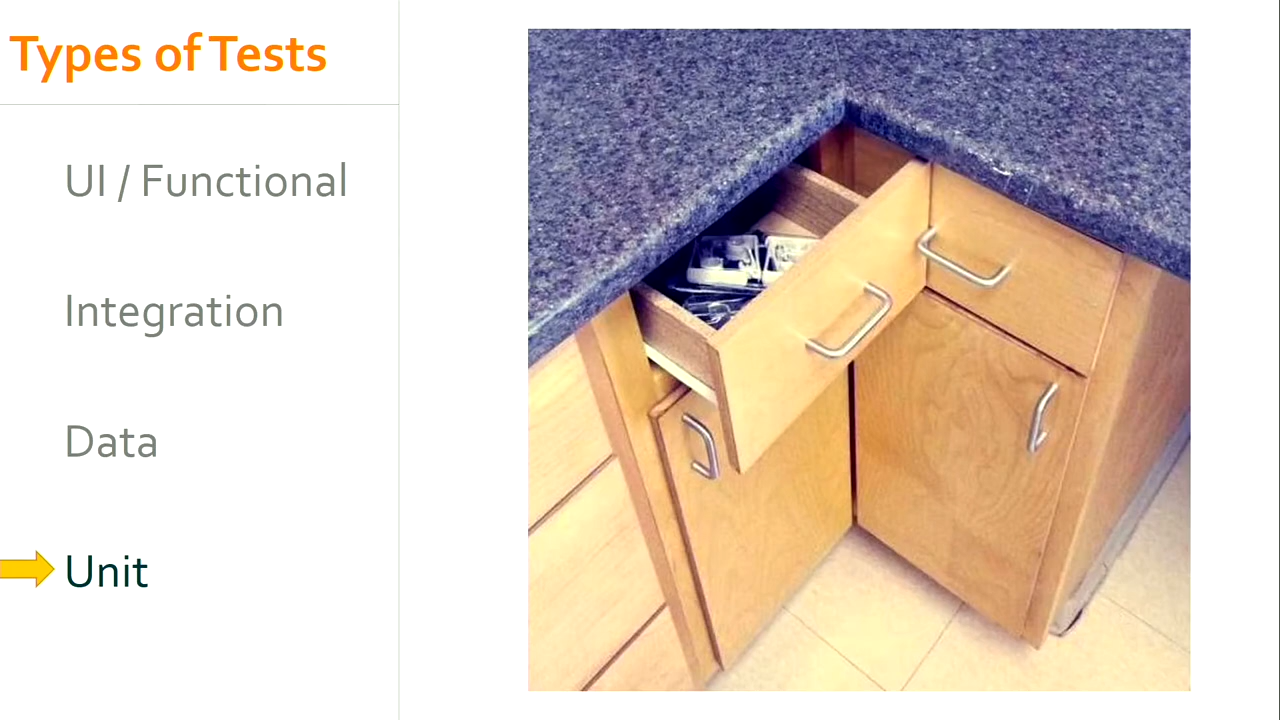 Types of Tests
UI / Functional
Integration
Data
Unit